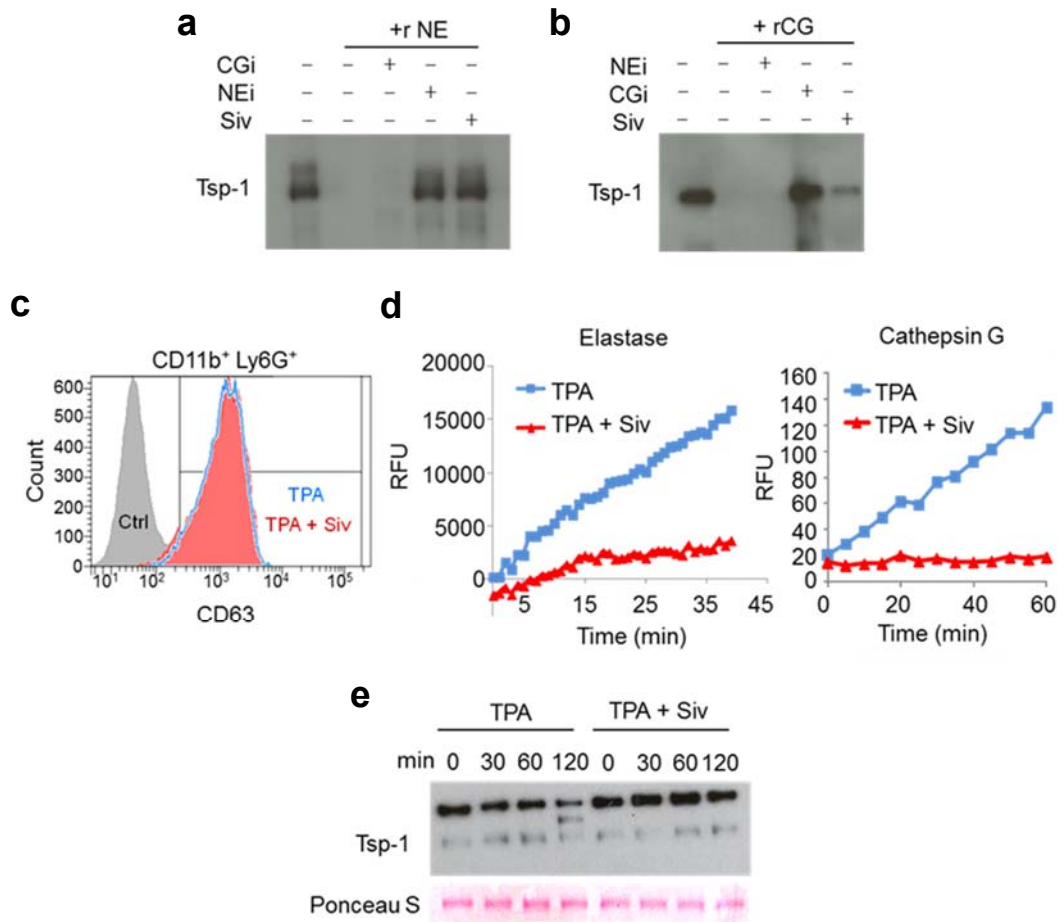 a
+r NE
CGi – – + – –
NEi – – – + –
Siv – – – – +
Tsp-1
b
+ rCG
NEi – – + – –
CGi – – – + –
Siv – – – – +
Tsp-1
c
CD11b⁺ Ly6G⁺
Count
600
500
400
300
200
100
0
Ctrl
TPA
TPA + Siv
10¹ 10² 10³ 10⁴ 10⁵
CD63
d
Elastase
RFU
20000
15000
10000
5000
0
TPA
TPA + Siv
5 15 25 35 45
Time (min)
Cathepsin G
RFU
160
140
120
100
80
60
40
20
0
TPA
TPA + Siv
0 20 40 60
Time (min)
e
TPA TPA + Siv
min 0 30 60 120 0 30 60 120
Tsp-1
Ponceau S